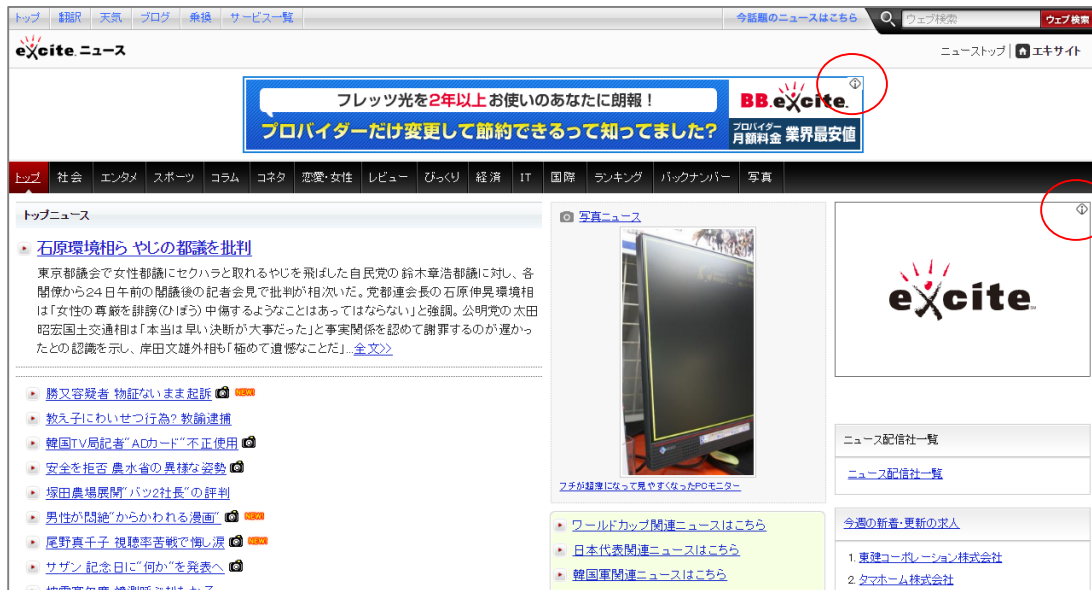 トップ 翻訳 天気 ブログ 乗換 サービス一覧
今話題のニュースはこちら
ウェブ検索
ウェブ検索
excite.ニュース
ニューストップ エキサイト
フレッツ光を2年以上お使いのあなたに朗報！
プロバイダーだけ変更して節約できるって知ってました？
BB.excite.
プロバイダー
月額料金 業界最安値
トップ 社会 エンタメ スポーツ コラム コネタ 恋愛･女性 レビュー びっくり 経済 IT 国際 ランキング バックナンバー 写真
トップニュース
石原環境相ら やじの都議を批判
東京都議会で女性都議にセクハラと取れるやじを飛ばした自民党の鈴木章浩都議に対し、各
閣僚から24日午前の閣議後の記者会見で批判が相次いだ。党都連会長の石原伸晃環境相
は「女性の尊厳を誹謗(ひぼう)中傷するようなことはあってはならない」と強調。公明党の太田
昭宏国土交通相は「本当は早い決断が大事だった」と事実関係を認めて謝罪するのが遅かっ
たとの認識を示し、岸田文雄外相も「極めて遺憾なことだ」...全文>>
勝又容疑者 物証ないまま起訴 NEW!
教え子にわいせつ行為? 教諭逮捕
韓国TV局記者“ADカード”不正使用
安全を拒否 農水省の異様な姿勢
塚田農場展開“バツ2社長”の評判
男性が悶絶“からかわれる漫画” NEW!
尾野真千子 視聴率苦戦で悔し涙 NEW!
サザン 記念日に“何か”を発表へ
写真ニュース
フチが超薄になって見やすくなったPCモニター
ワールドカップ関連ニュースはこちら
日本代表関連ニュースはこちら
韓国軍関連ニュースはこちら
excite
ニュース配信社一覧
ニュース配信社一覧
今週の新着・更新の求人
1. 東建コーポレーション株式会社
2. タマホーム株式会社